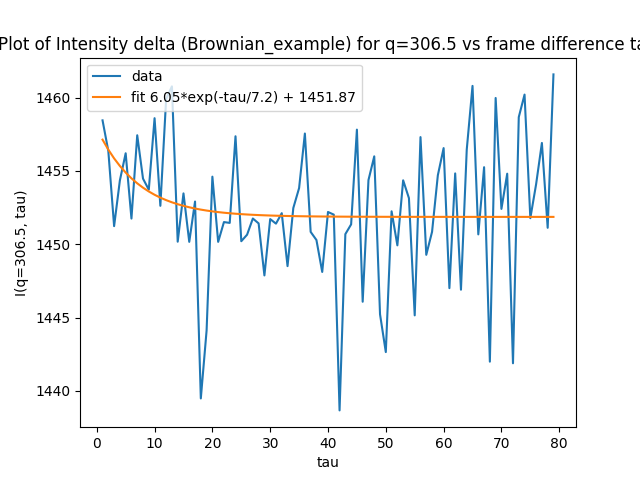 Plot of Intensity delta (Brownian_example) for q=306.5 vs frame difference
data
fit 6.05*exp(-tau/7.2) + 1451.87
I(q=306.5, tau)
1460
1455
1450
1445
1440
0 10 20 30 40 50 60 70 80
tau